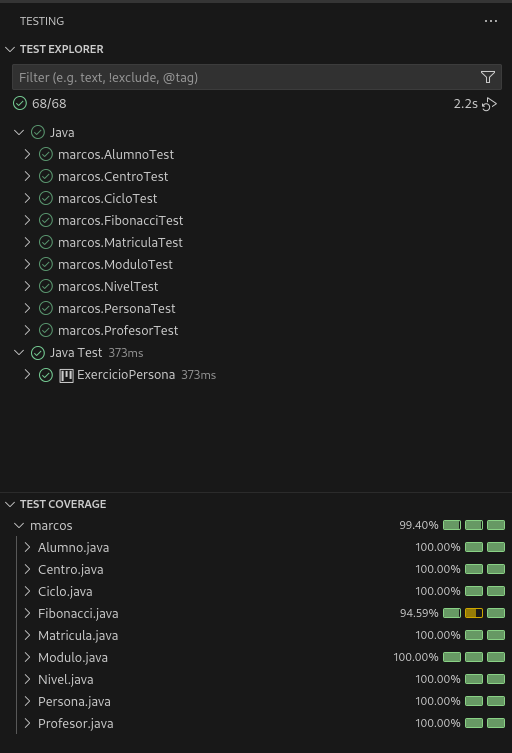 TESTING
TEST EXPLORER
Filter (e.g. text, !exclude, @tag)
68/68 2.2s
Java
marcos.AlumnoTest
marcos.CentroTest
marcos.CicloTest
marcos.FibonacciTest
marcos.MatriculaTest
marcos.ModuloTest
marcos.NivelTest
marcos.PersonaTest
marcos.ProfesorTest
Java Test 373ms
ExercicioPersona 373ms
TEST COVERAGE
marcos 99.40%
Alumno.java 100.00%
Centro.java 100.00%
Ciclo.java 100.00%
Fibonacci.java 94.59%
Matricula.java 100.00%
Modulo.java 100.00%
Nivel.java 100.00%
Persona.java 100.00%
Profesor.java 100.00%